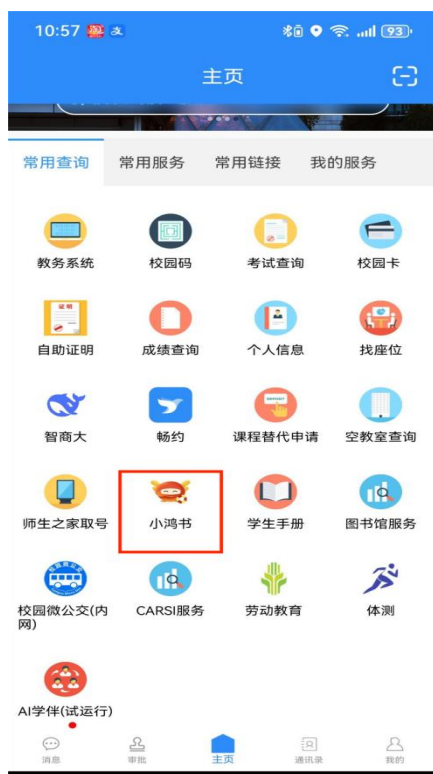 10:57 93
主页
常用查询 常用服务 常用链接 我的服务
教务系统 校园码 考试查询 校园卡
自助证明 成绩查询 个人信息 找座位
智商大 畅约 课程替代申请 空教室查询
师生之家取号 小鸿书 学生手册 图书馆服务
校园微公交(内 CARSI服务 劳动教育 体测
网)
AI学伴(试运行)
消息 审批 主页 通讯录 我的